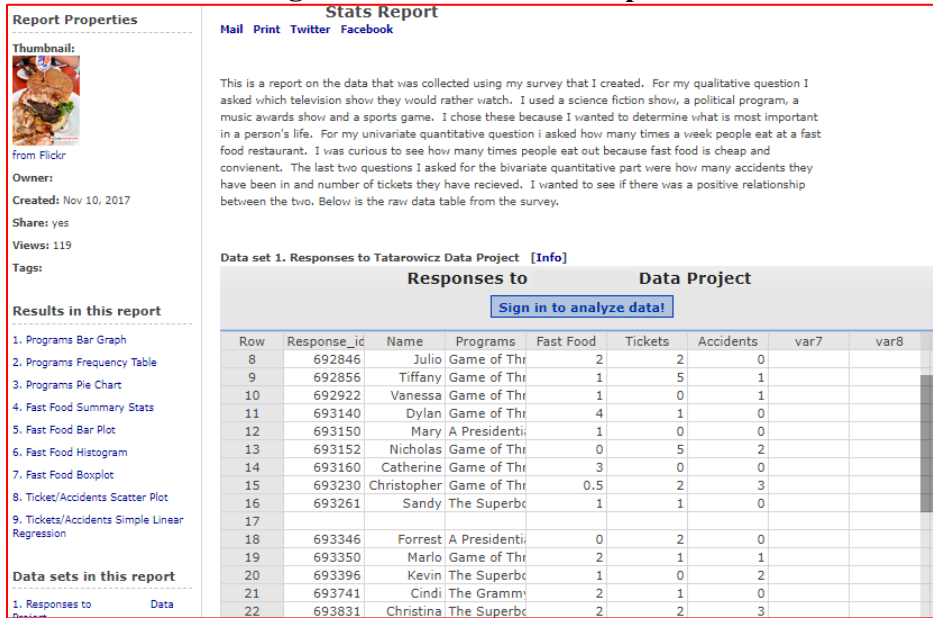 Report Properties
Thumbnail:
from Flickr
Owner:
Created: Nov 10, 2017
Share: yes
Views: 119
Tags:
Results in this report
1. Programs Bar Graph
2. Programs Frequency Table
3. Programs Pie Chart
4. Fast Food Summary Stats
5. Fast Food Bar Plot
6. Fast Food Histogram
7. Fast Food Boxplot
8. Ticket/Accidents Scatter Plot
9. Tickets/Accidents Simple Linear
Regression
Data sets in this report
1. Responses to Data
Stats Report
Mail Print Twitter Facebook
This is a report on the data that was collected using my survey that I created. For my qualitative question I
asked which television show they would rather watch. I used a science fiction show, a political program, a
music awards show and a sports game. I chose these because I wanted to determine what is most important
in a person's life. For my univariate quantitative question i asked how many times a week people eat at a fast
food restaurant. I was curious to see how many times people eat out because fast food is cheap and
convienent. The last two questions I asked for the bivariate quantitative part were how many accidents they
have been in and number of tickets they have recieved. I wanted to see if there was a positive relationship
between the two. Below is the raw data table from the survey.
Data set 1. Responses to Tatarowicz Data Project [Info]
Responses to Data Project
Sign in to analyze data!
Row Response_id Name Programs Fast Food Tickets Accidents var7 var8
8 692846 Julio Game of Thr 2 2 0
9 692856 Tiffany Game of Thr 1 5 1
10 692922 Vanessa Game of Thr 1 0 1
11 693140 Dylan Game of Thr 4 1 0
12 693150 Mary A Presidenti 1 0 0
13 693152 Nicholas Game of Thr 0 5 2
14 693160 Catherine Game of Thr 3 0 0
15 693230 Christopher Game of Thr 0.5 2 3
16 693261 Sandy The Superbo 1 1 0
17
18 693346 Forrest A Presidenti 0 2 0
19 693350 Marlo Game of Thr 2 1 1
20 693396 Kevin The Superbo 1 0 2
21 693741 Cindi The Grammy 2 1 0
22 693831 Christina The Superbo 2 2 3